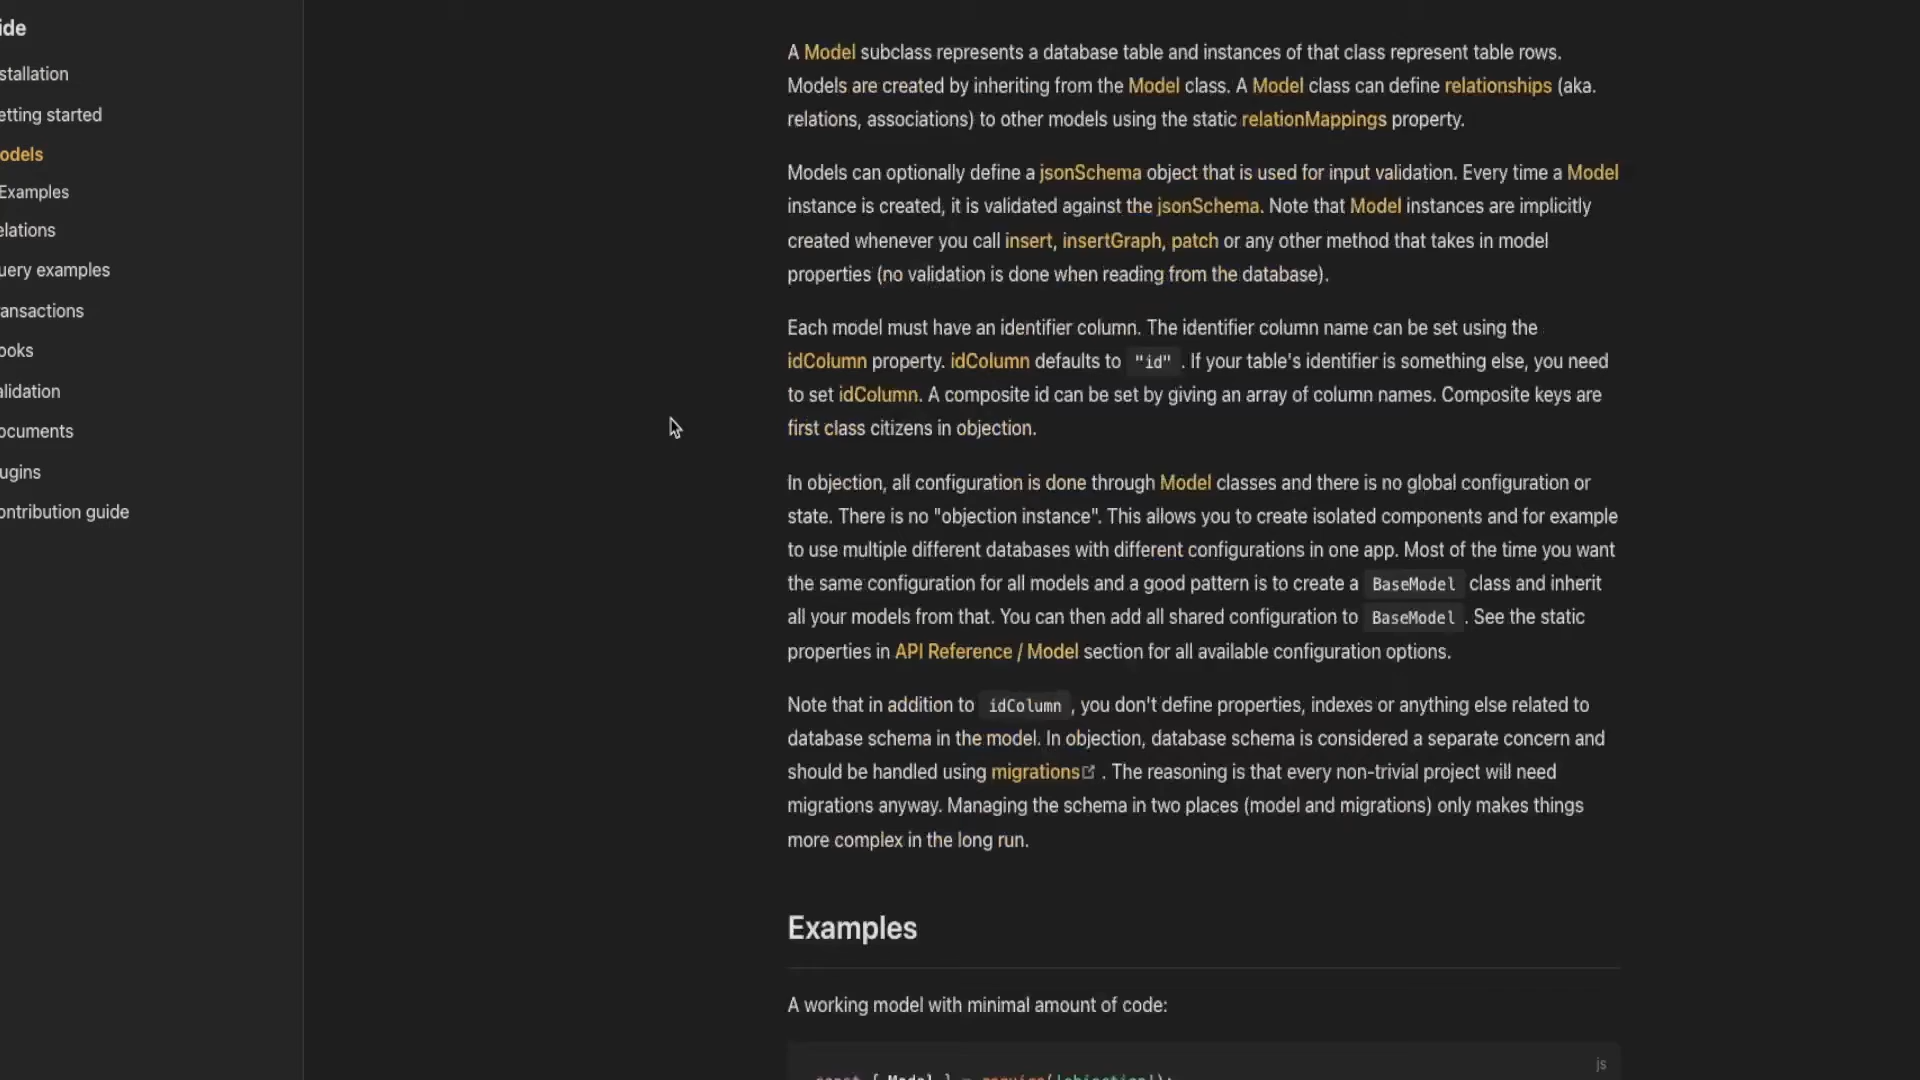 ide
stallation
etting started
odels
Examples
elations
uery examples
ansactions
ooks
alidation
ocuments
ugins
ontribution guide
A Model subclass represents a database table and instances of that class represent table rows.
Models are created by inheriting from the Model class. A Model class can define relationships (aka.
relations, associations) to other models using the static relationMappings property.
Models can optionally define a jsonSchema object that is used for input validation. Every time a Model
instance is created, it is validated against the jsonSchema. Note that Model instances are implicitly
created whenever you call insert, insertGraph, patch or any other method that takes in model
properties (no validation is done when reading from the database).
Each model must have an identifier column. The identifier column name can be set using the
idColumn property. idColumn defaults to "id" . If your table's identifier is something else, you need
to set idColumn. A composite id can be set by giving an array of column names. Composite keys are
first class citizens in objection.
In objection, all configuration is done through Model classes and there is no global configuration or
state. There is no "objection instance". This allows you to create isolated components and for example
to use multiple different databases with different configurations in one app. Most of the time you want
the same configuration for all models and a good pattern is to create a BaseModel class and inherit
all your models from that. You can then add all shared configuration to BaseModel . See the static
properties in API Reference / Model section for all available configuration options.
Note that in addition to idColumn , you don't define properties, indexes or anything else related to
database schema in the model. In objection, database schema is considered a separate concern and
should be handled using migrations . The reasoning is that every non-trivial project will need
migrations anyway. Managing the schema in two places (model and migrations) only makes things
more complex in the long run.
Examples
A working model with minimal amount of code:
js
const { Model } = require('objection');